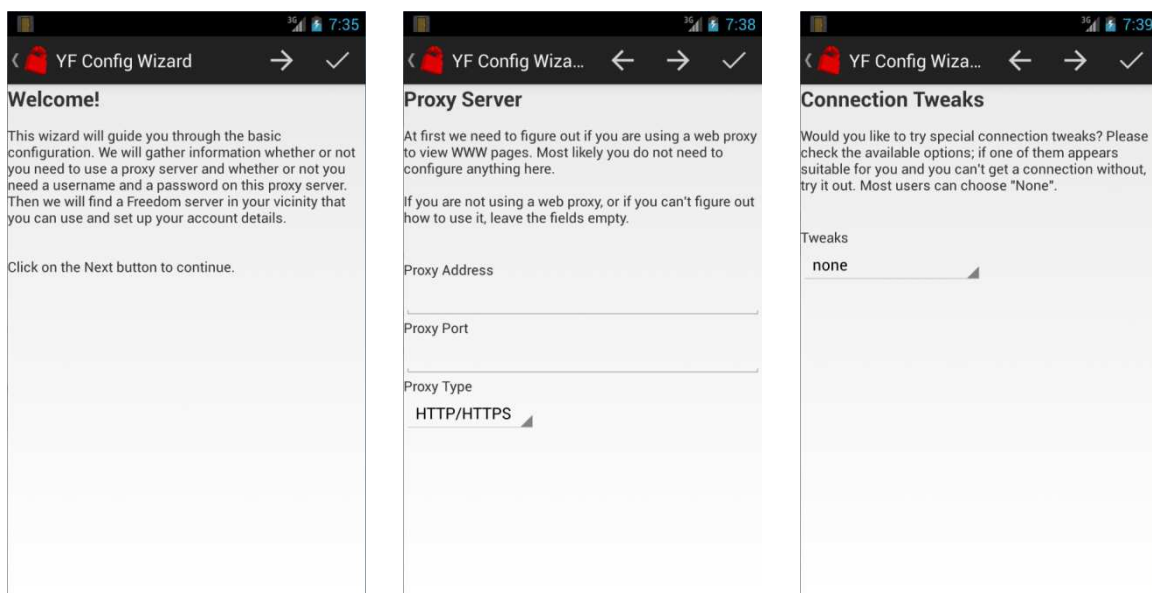 3G 7:35
YF Config Wizard
Welcome!
This wizard will guide you through the basic
configuration. We will gather information whether or not
you need to use a proxy server and whether or not you
need a username and a password on this proxy server.
Then we will find a Freedom server in your vicinity that
you can use and set up your account details.
Click on the Next button to continue.
3G 7:38
YF Config Wiza...
Proxy Server
At first we need to figure out if you are using a web proxy
to view WWW pages. Most likely you do not need to
configure anything here.
If you are not using a web proxy, or if you can't figure out
how to use it, leave the fields empty.
Proxy Address
Proxy Port
Proxy Type
HTTP/HTTPS
3G 7:39
YF Config Wiza...
Connection Tweaks
Would you like to try special connection tweaks? Please
check the available options; if one of them appears
suitable for you and you can't get a connection without,
try it out. Most users can choose "None".
Tweaks
none